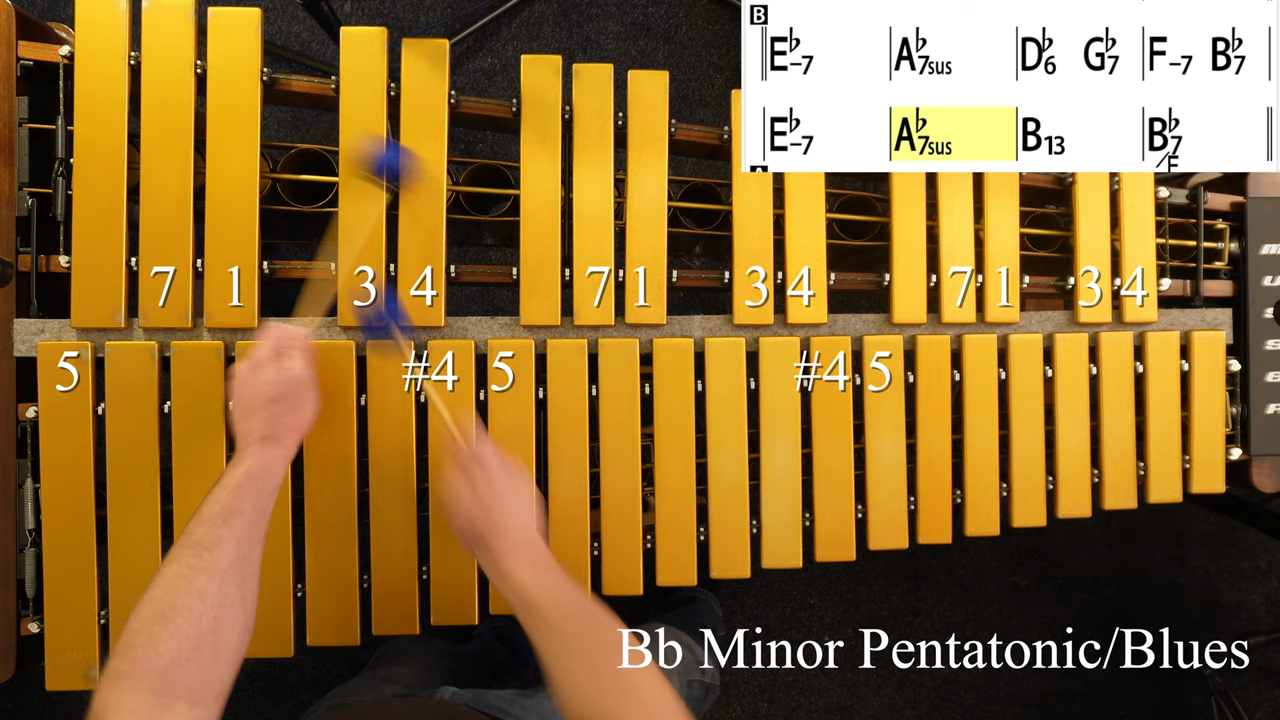 B
E♭-7 A♭7sus D♭6 G♭7 F-7 B♭7
E♭-7 A♭7sus B13 B♭7
7 1 3 4 7 1 3 4 7 1 3 4
5 #4 5 #4 5
musser
Bb Minor Pentatonic/Blues